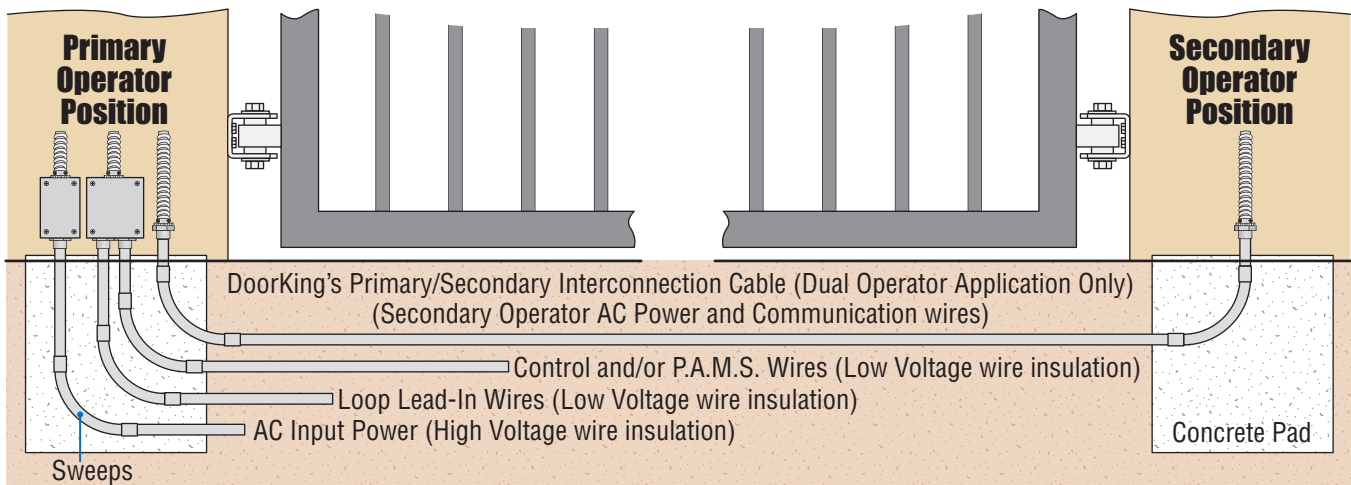 Primary
Operator
Position
Secondary
Operator
Position
DoorKing's Primary/Secondary Interconnection Cable (Dual Operator Application Only)
(Secondary Operator AC Power and Communication wires)
Control and/or P.A.M.S. Wires (Low Voltage wire insulation)
Loop Lead-In Wires (Low Voltage wire insulation)
AC Input Power (High Voltage wire insulation)
Concrete Pad
Sweeps